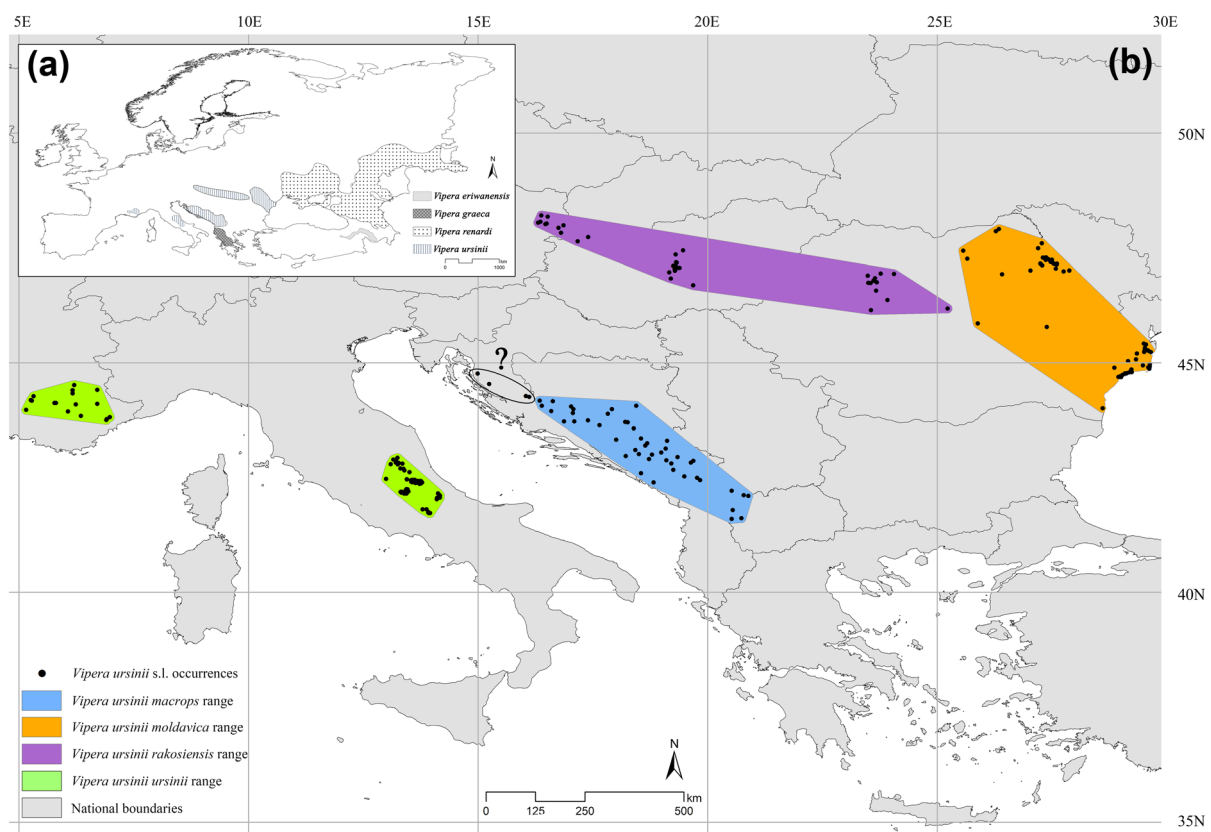 5E 10E 15E 20E 25E 30E
(a)
(b)
N
Vipera eriwanensis
Vipera graeca
Vipera renardi
Vipera ursinii
km
0 1000
50N
45N
?
40N
35N
Vipera ursinii s.l. occurrences
Vipera ursinii macrops range
Vipera ursinii moldavica range
Vipera ursinii rakosiensis range
Vipera ursinii ursinii range
National boundaries
N
km
0 125 250 500